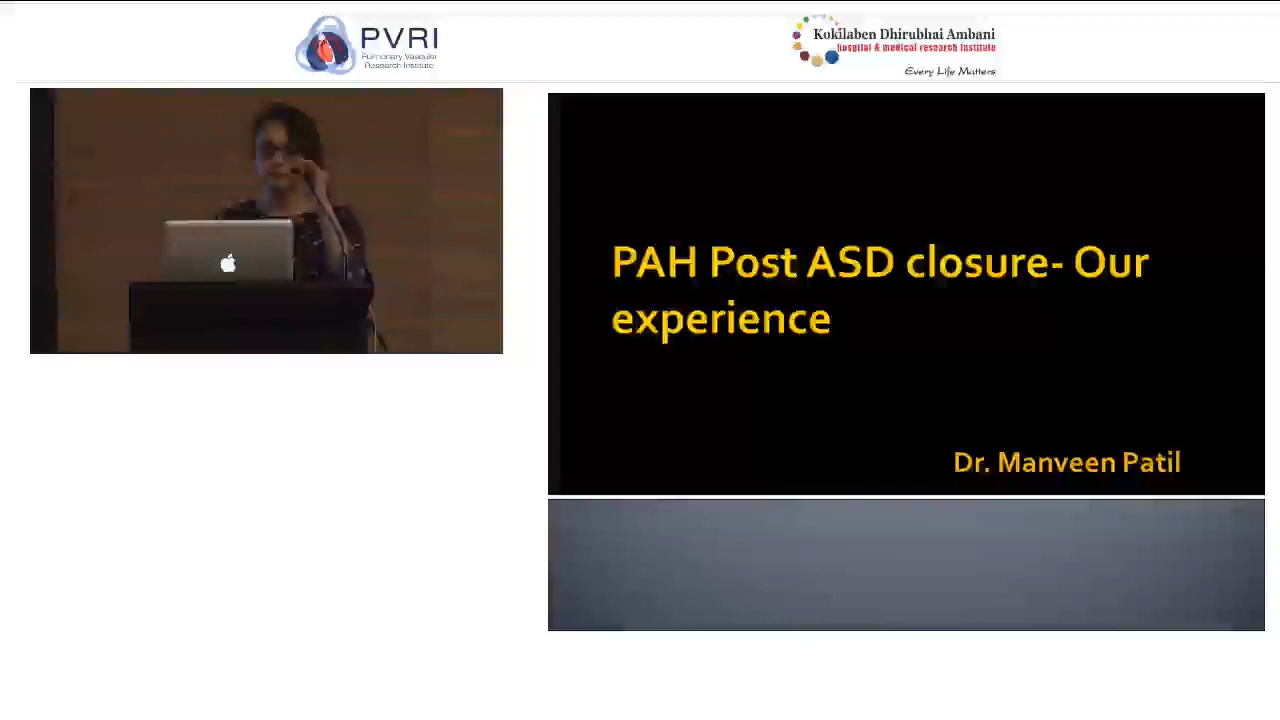 PVRI
Pulmonary Vascular
Research Institute
Kokilaben Dhirubhai Ambani
hospital & medical research institute
Every Life Matters
PAH Post ASD closure- Our
experience
Dr. Manveen Patil